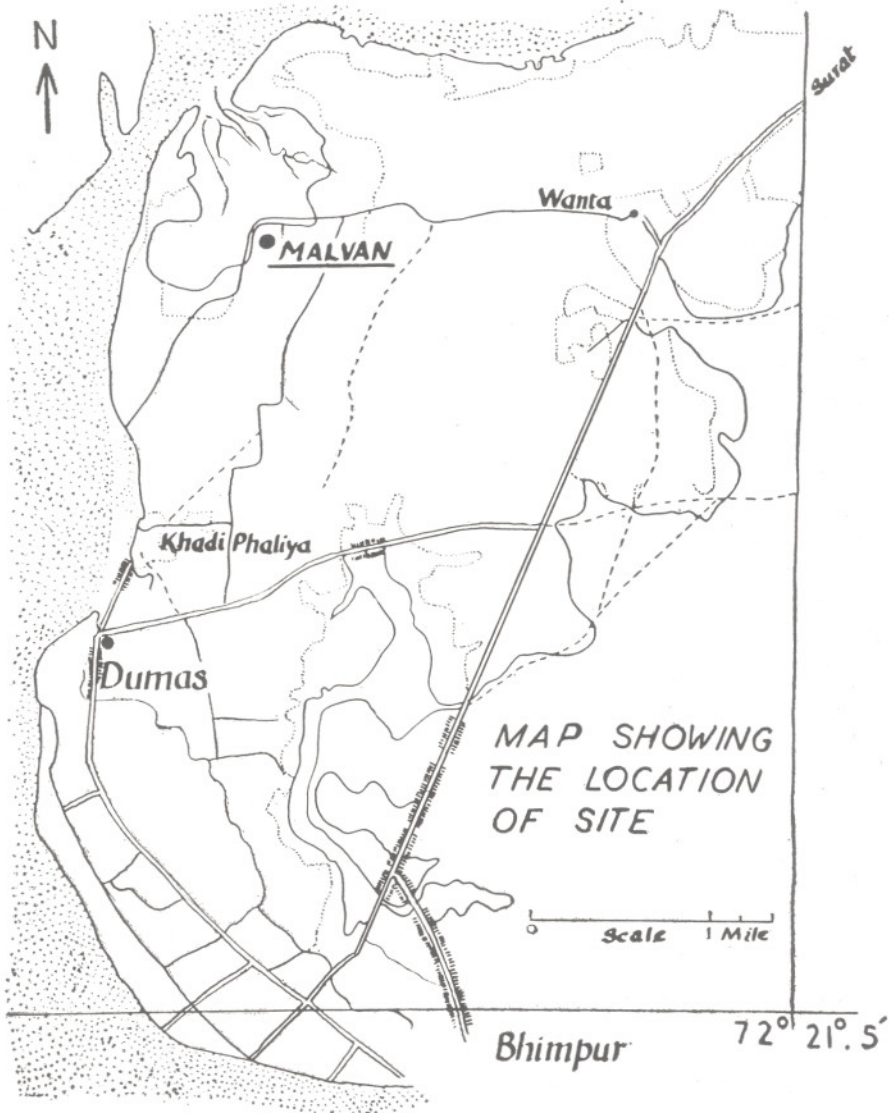 N
Surat
Wanta
MALVAN
Khadi Phaliya
Dumas
MAP SHOWING
THE LOCATION
OF SITE
0 Scale 1 Mile
72° 21°.5'
Bhimpur